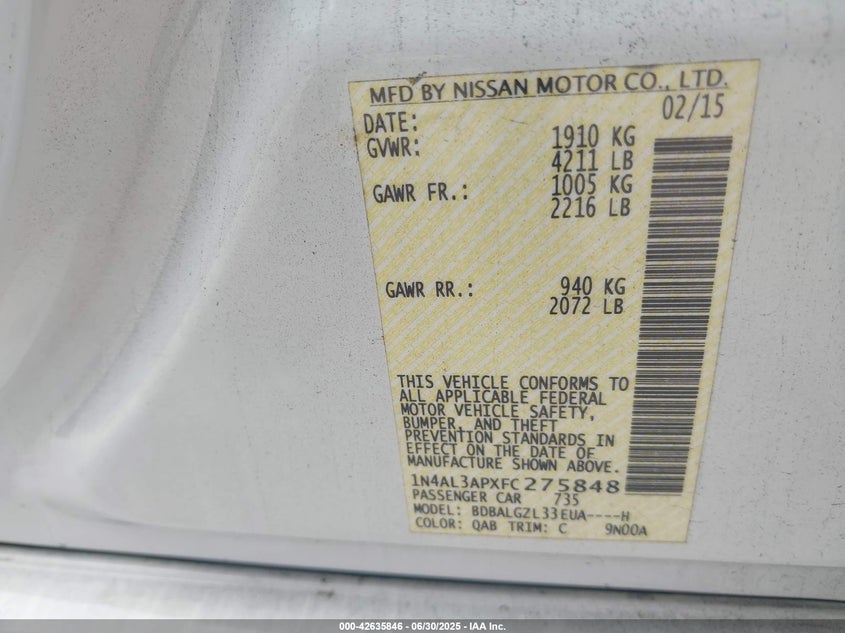 MFD BY NISSAN MOTOR CO., LTD.
DATE: 02/15
GVWR: 1910 KG
4211 LB
GAWR FR.: 1005 KG
2216 LB
GAWR RR.: 940 KG
2072 LB
THIS VEHICLE CONFORMS TO
ALL APPLICABLE FEDERAL
MOTOR VEHICLE SAFETY,
BUMPER, AND THEFT
PREVENTION STANDARDS IN
EFFECT ON THE DATE OF
MANUFACTURE SHOWN ABOVE.
1N4AL3APXFC275848
PASSENGER CAR 735
MODEL: BDBALGZL33EUA----H
COLOR: QAB TRIM: C 9N00A
000-42635846 - 06/30/2025 - IAA Inc.